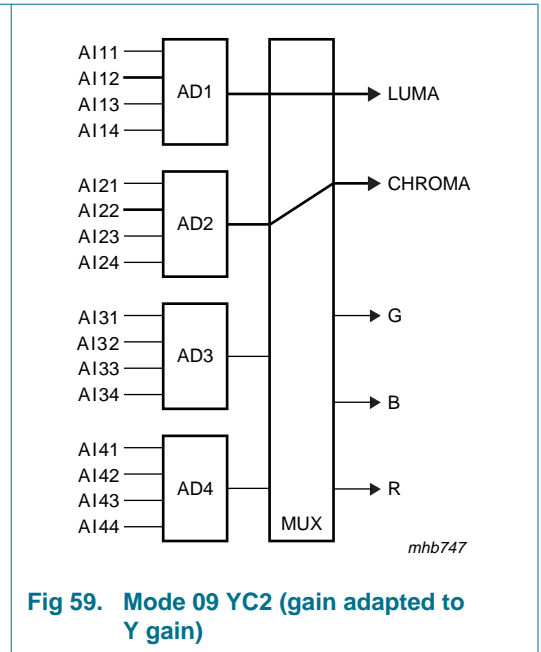 AI11
AI12
AI13
AI14
AD1
LUMA
AI21
AI22
AI23
AI24
AD2
CHROMA
AI31
AI32
AI33
AI34
AD3
G
B
AI41
AI42
AI43
AI44
AD4
R
MUX
mhb747
Fig 59. Mode 09 YC2 (gain adapted to
Y gain)